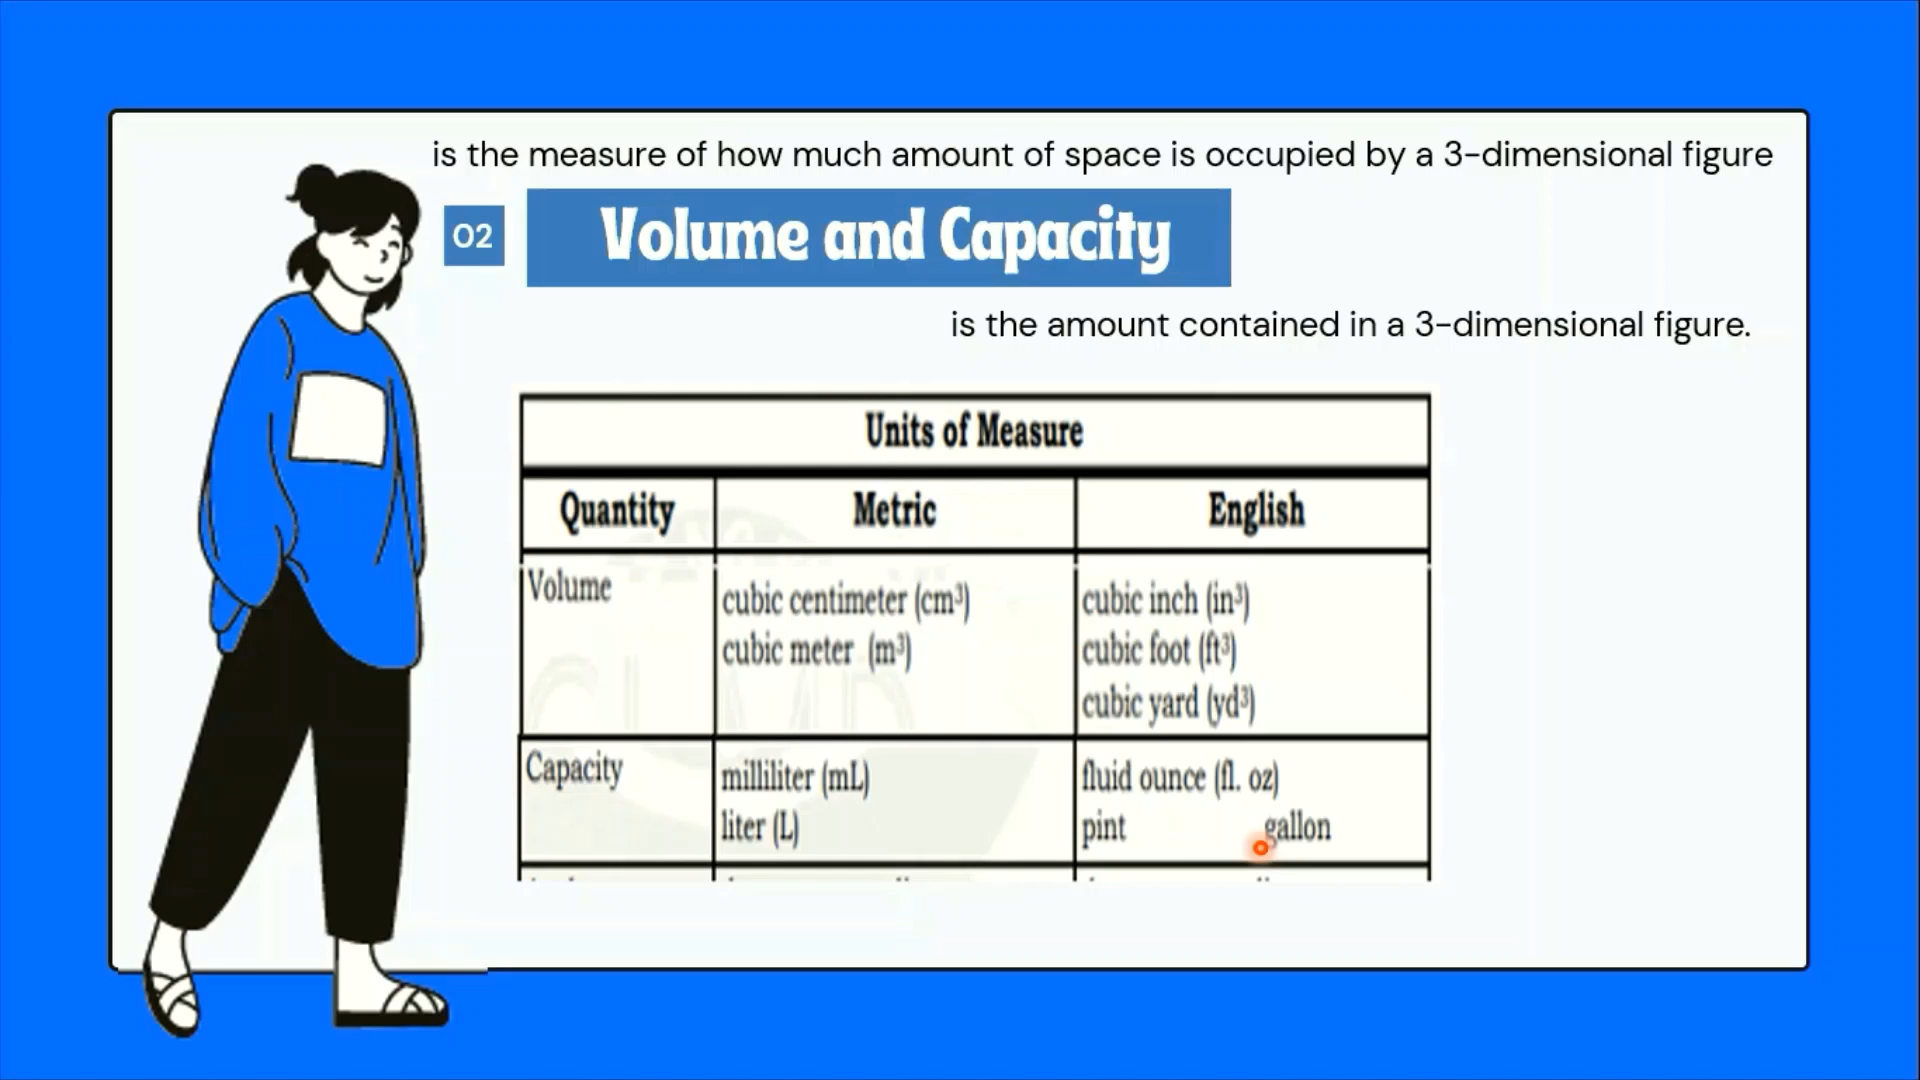 is the measure of how much amount of space is occupied by a 3-dimensional figure
02 Volume and Capacity
is the amount contained in a 3-dimensional figure.
Units of Measure
Quantity Metric English
Volume cubic centimeter (cm³) cubic inch (in³)
cubic meter (m³) cubic foot (ft³)
cubic yard (yd³)
Capacity milliliter (mL) fluid ounce (fl. oz)
liter (L) pint gallon